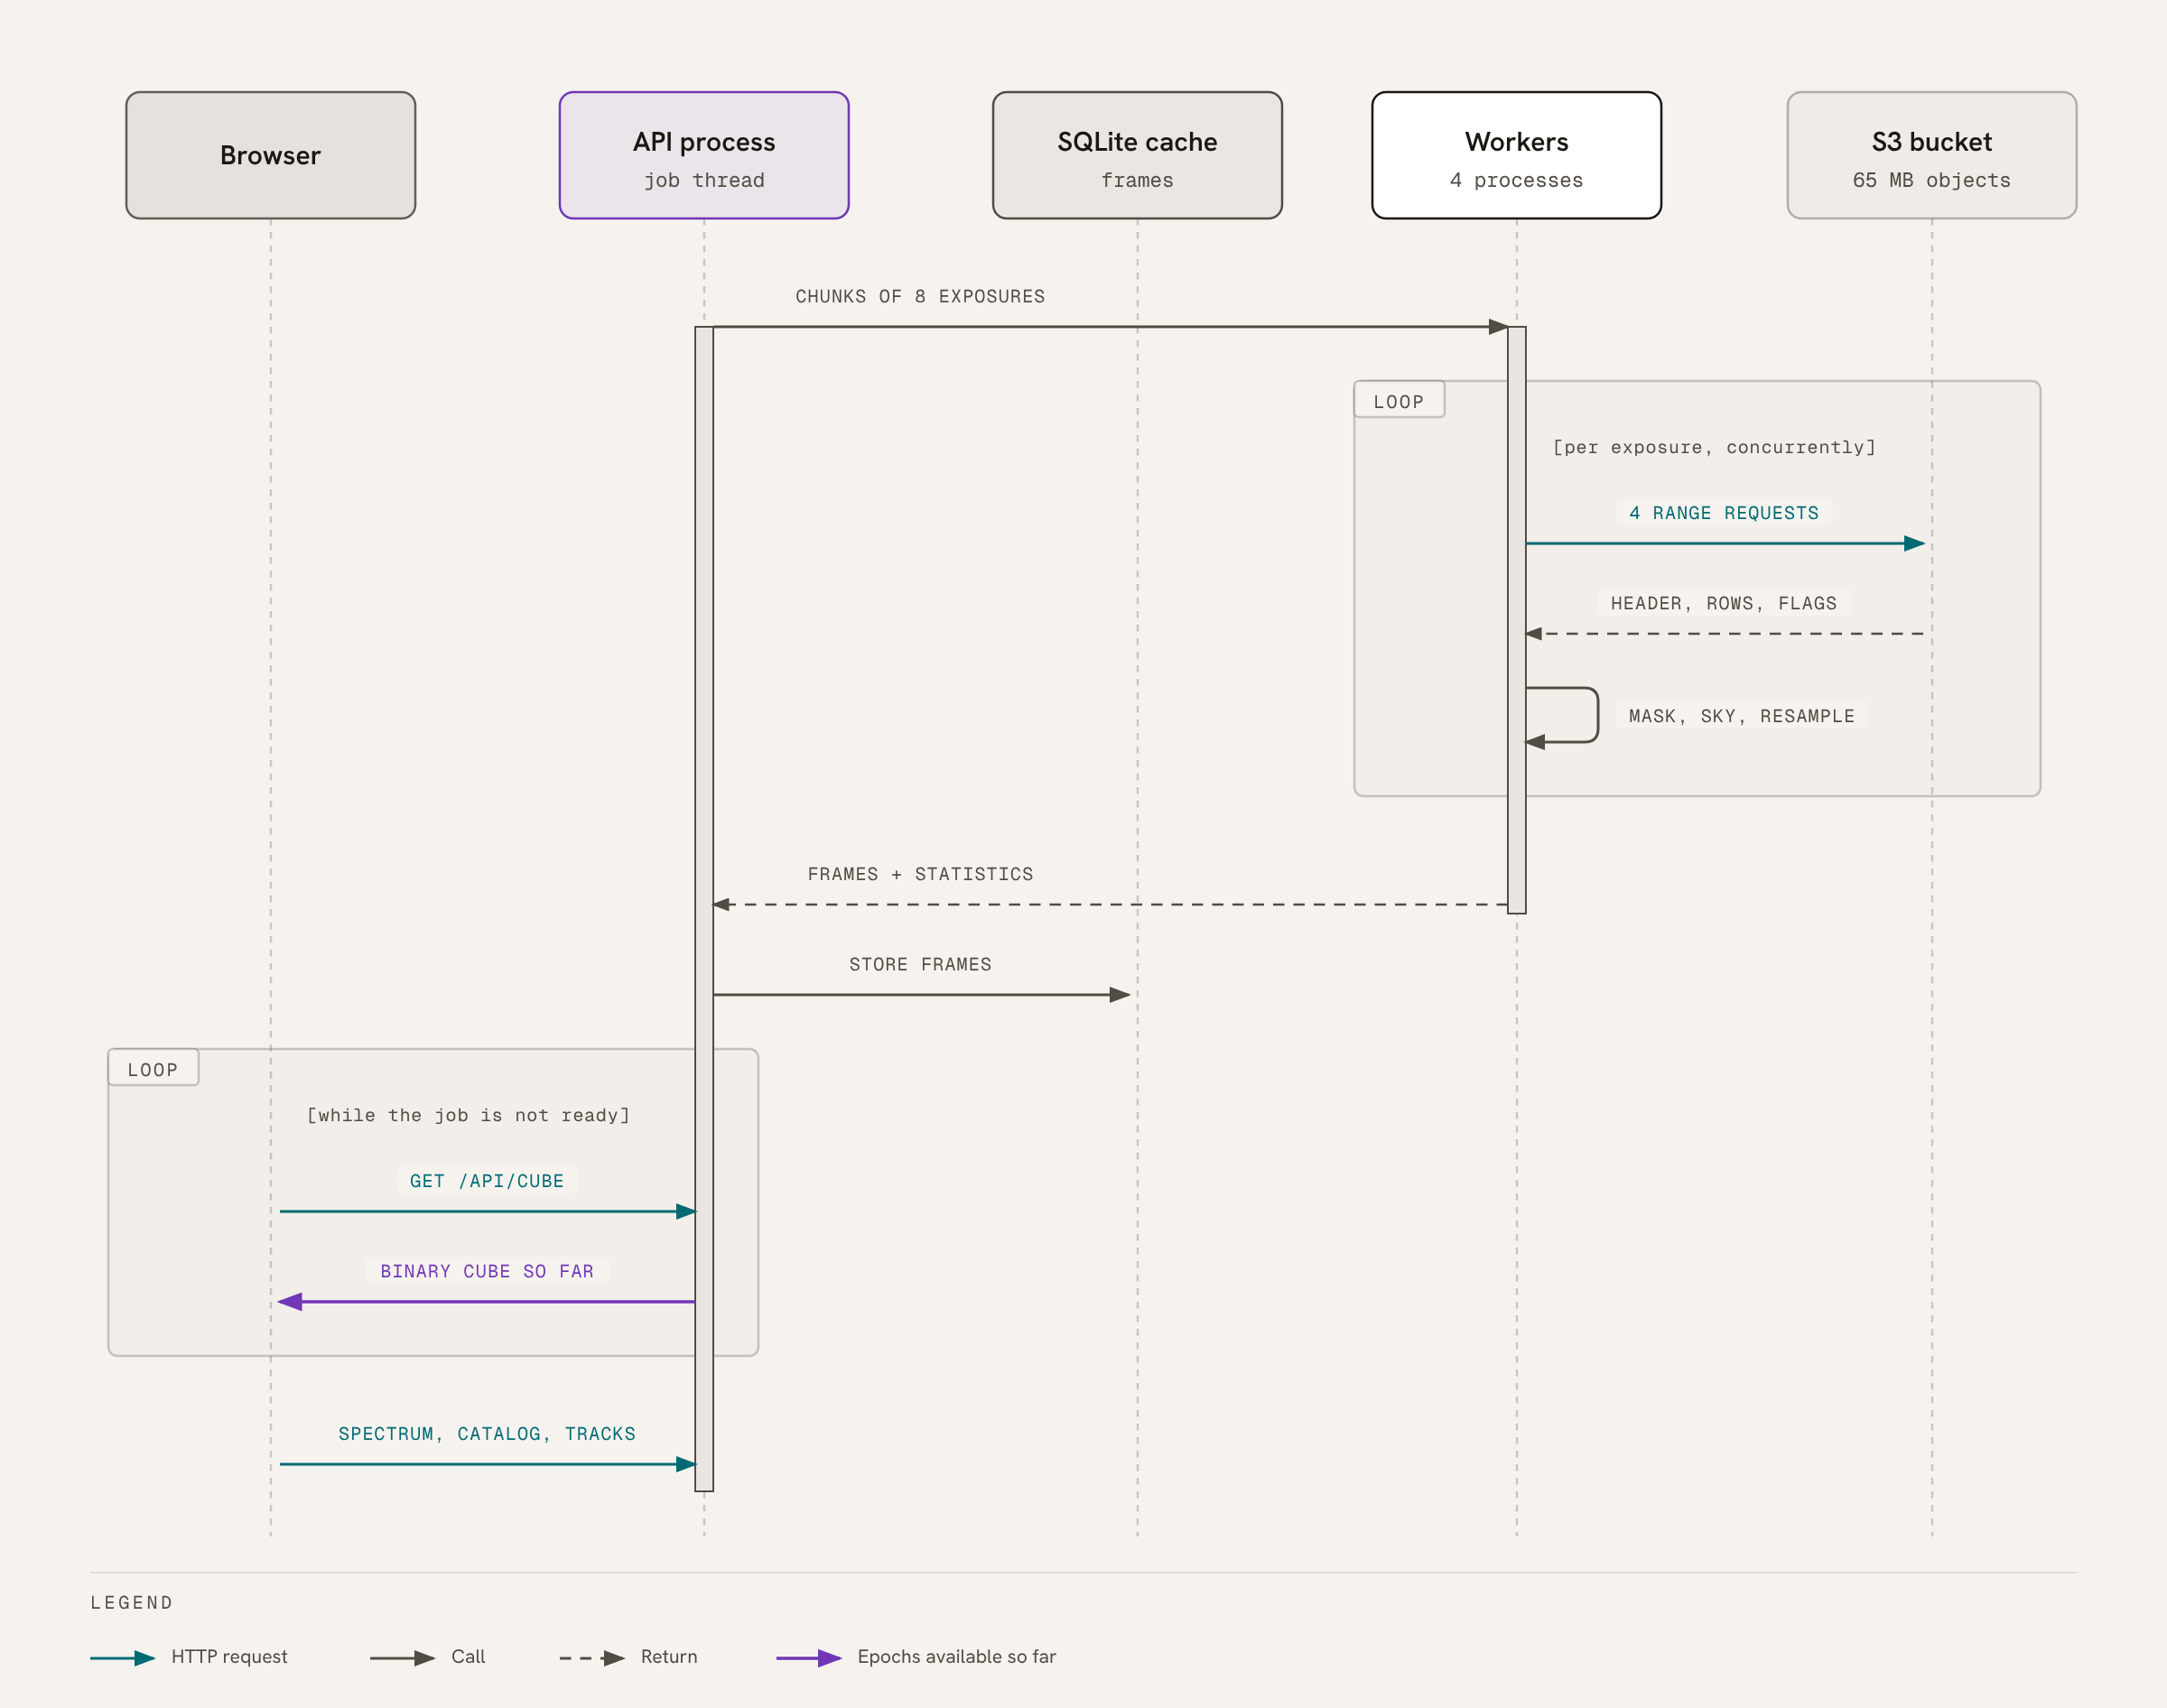 Browser
API process
job thread
SQLite cache
frames
Workers
4 processes
S3 bucket
65 MB objects
CHUNKS OF 8 EXPOSURES
LOOP
[per exposure, concurrently]
4 RANGE REQUESTS
HEADER, ROWS, FLAGS
MASK, SKY, RESAMPLE
FRAMES + STATISTICS
STORE FRAMES
LOOP
[while the job is not ready]
GET /API/CUBE
BINARY CUBE SO FAR
SPECTRUM, CATALOG, TRACKS
LEGEND
HTTP request
Call
Return
Epochs available so far